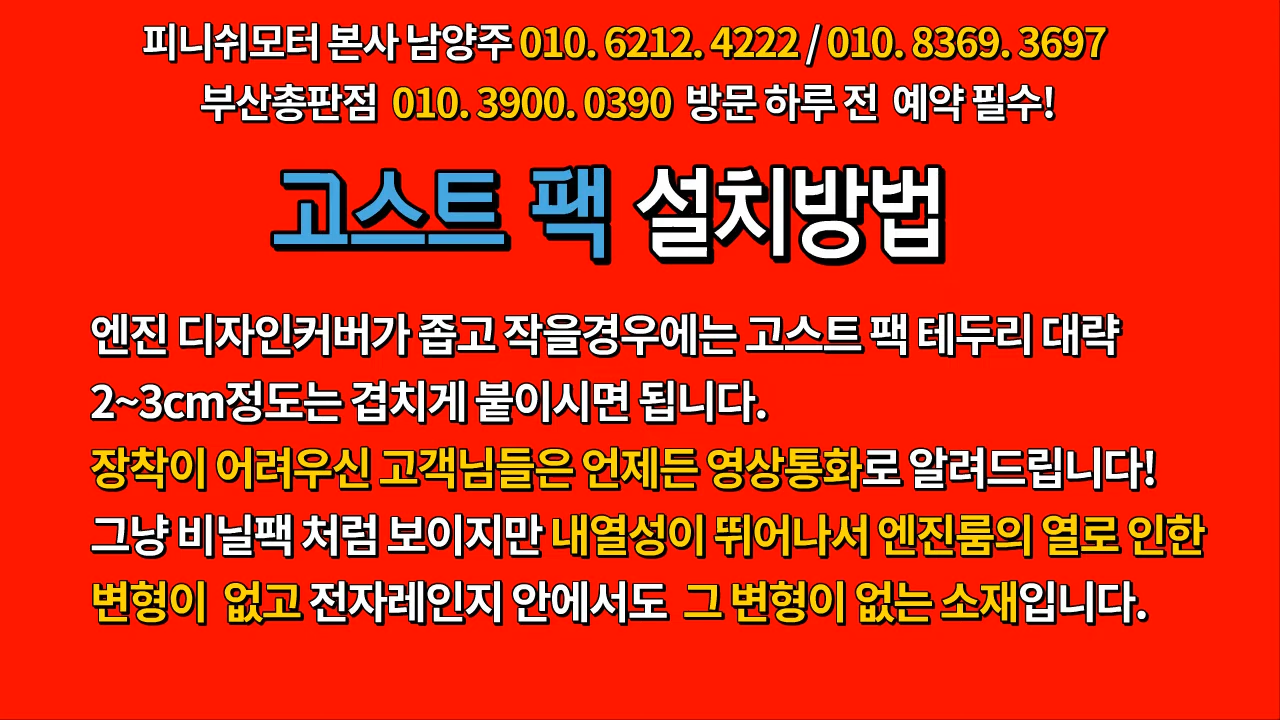 피니쉬모터 본사 남양주 010. 6212. 4222 / 010. 8369. 3697
부산총판점 010. 3900. 0390 방문 하루 전 예약 필수!
고스트 팩 설치방법
엔진 디자인커버가 좁고 작을경우에는 고스트 팩 테두리 대략
2~3cm정도는 겹치게 붙이시면 됩니다.
장착이 어려우신 고객님들은 언제든 영상통화로 알려드립니다!
그냥 비닐팩 처럼 보이지만 내열성이 뛰어나서 엔진룸의 열로 인한
변형이 없고 전자레인지 안에서도 그 변형이 없는 소재입니다.